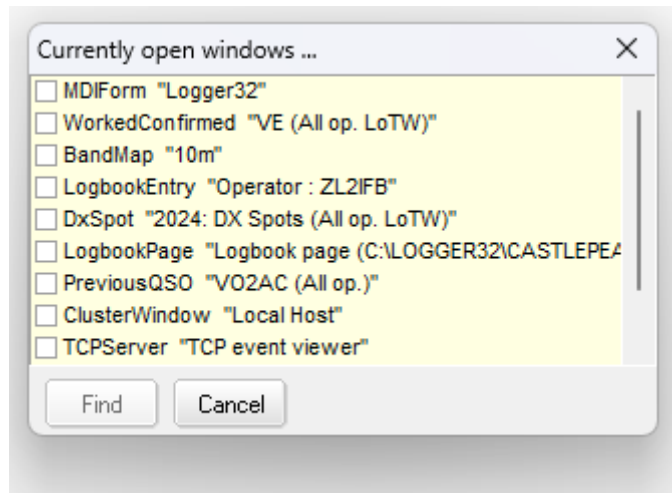 Currently open windows ...
MDIForm "Logger32"
WorkedConfirmed "VE (All op. LoTW)"
BandMap "10m"
LogbookEntry "Operator : ZL2IFB"
DxSpot "2024: DX Spots (All op. LoTW)"
LogbookPage "Logbook page (C:\LOGGER32\CASTLEPEA
PreviousQSO "VO2AC (All op.)"
ClusterWindow "Local Host"
TCPServer "TCP event viewer"
Find Cancel